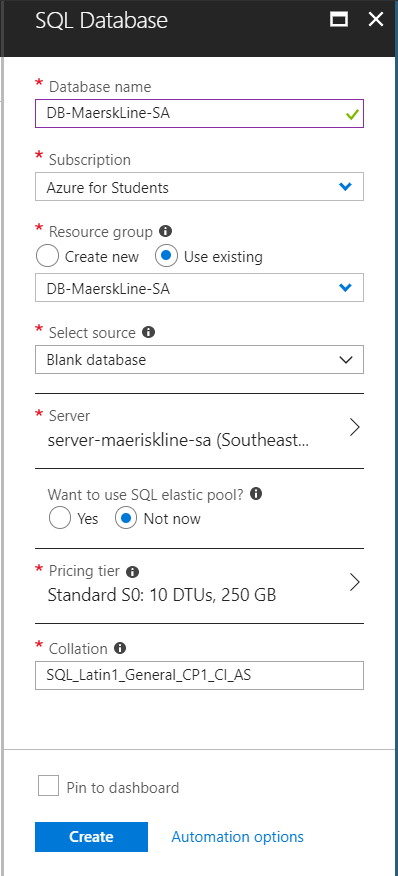 SQL Database
* Database name
DB-MaerskLine-SA
* Subscription
Azure for Students
* Resource group
Create new Use existing
DB-MaerskLine-SA
* Select source
Blank database
* Server
server-maeriskline-sa (Southeast...
Want to use SQL elastic pool?
Yes Not now
* Pricing tier
Standard S0: 10 DTUs, 250 GB
* Collation
SQL_Latin1_General_CP1_CI_AS
Pin to dashboard
Create Automation options